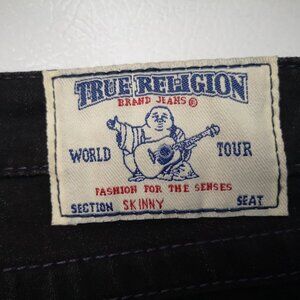 TRUE RELIGION
BRAND JEANS®
WORLD TOUR
FASHION FOR THE SENSES
SECTION SKINNY SEAT